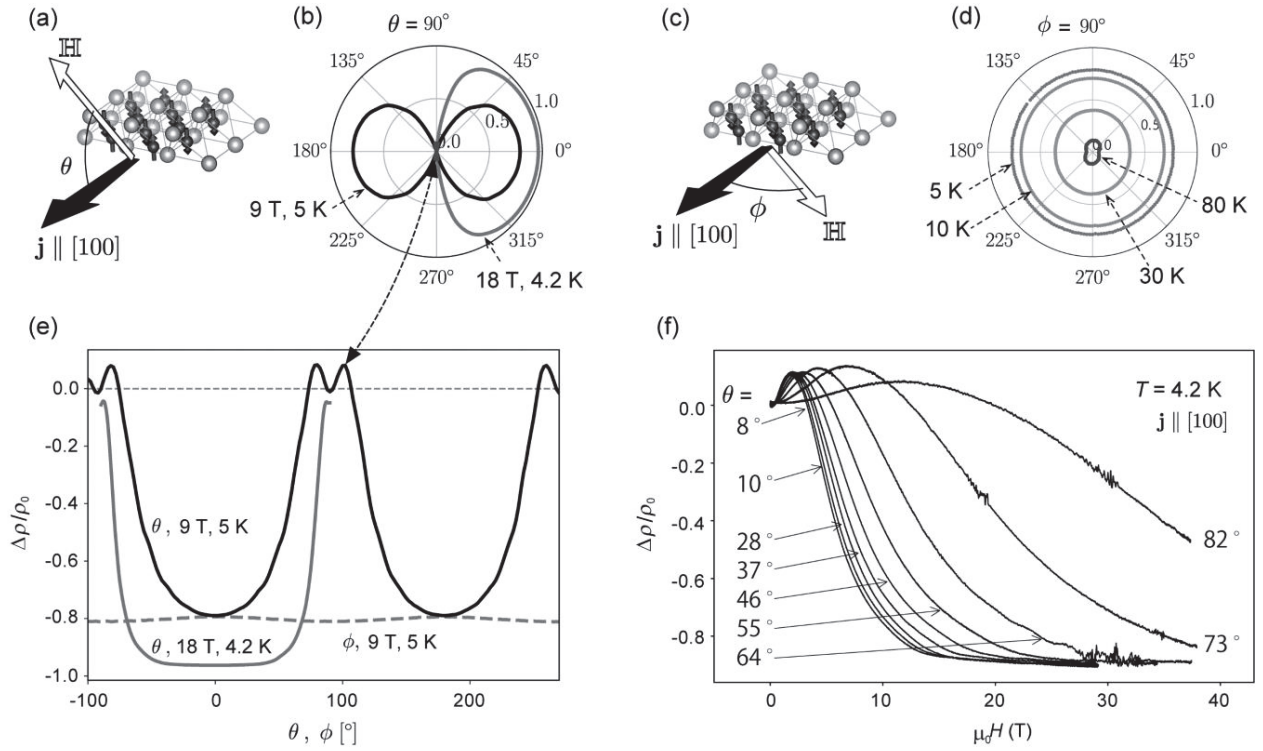 (a)
ℍ
θ
j ∥ [100]
(b)
θ = 90°
135°
45°
1.0
0.5
0.0
180°
0°
9 T, 5 K
225°
315°
270°
18 T, 4.2 K
(c)
ϕ
ℍ
j ∥ [100]
(d)
ϕ = 90°
135°
45°
1.0
0.5
0.0
180°
0°
5 K
10 K
80 K
225°
315°
270°
30 K
(e)
Δρ/ρ₀
0.0
-0.2
-0.4
-0.6
-0.8
-1.0
θ , 9 T, 5 K
θ, 18 T, 4.2 K
ϕ, 9 T, 5 K
-100
0
100
200
θ , ϕ [°]
(f)
Δρ/ρ₀
0.0
-0.2
-0.4
-0.6
-0.8
θ =
8 °
10 °
28 °
37 °
46 °
55 °
64 °
T = 4.2 K
j ∥ [100]
82 °
73 °
0
10
20
30
40
μ₀H (T)